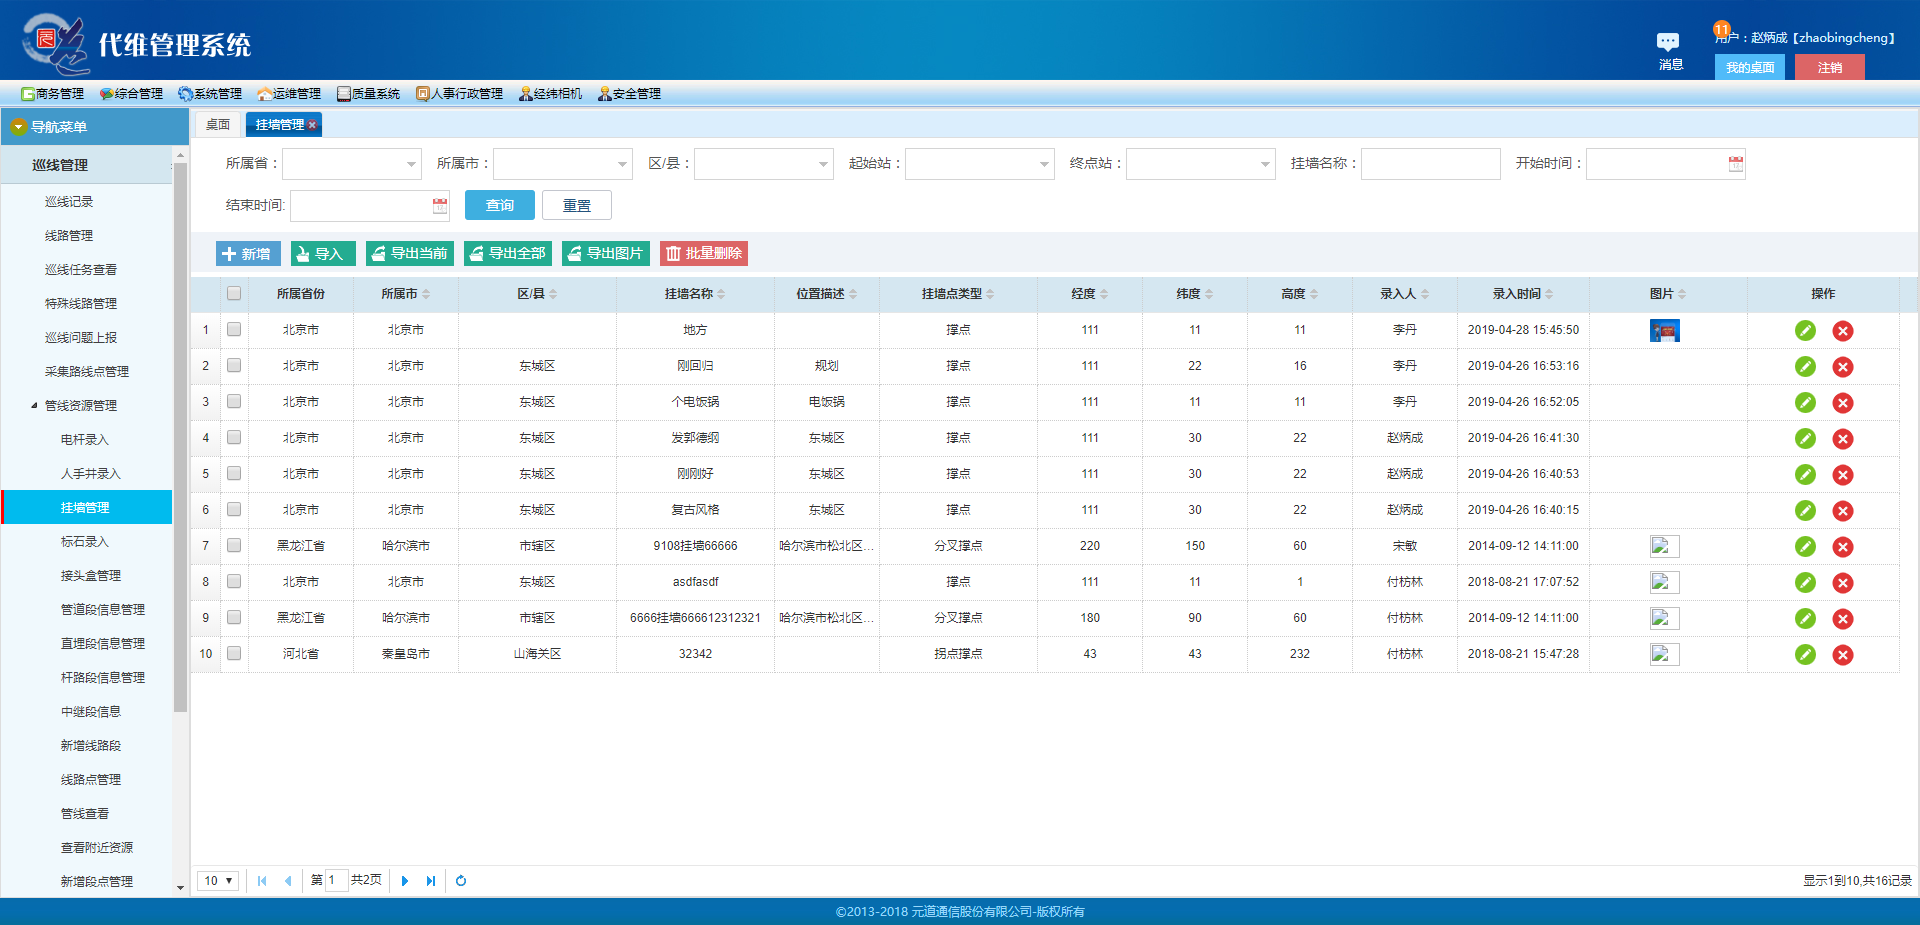 代维管理系统
11
消息
用户：赵炳成【zhaobingcheng】
我的桌面 注销
商务管理 综合管理 系统管理 运维管理 质量系统 人事行政管理 经纬相机 安全管理
导航菜单
巡线管理
巡线记录
线路管理
巡线任务查看
特殊线路管理
巡线问题上报
采集路线点管理
管线资源管理
电杆录入
人手井录入
挂墙管理
标石录入
接头盒管理
管道段信息管理
直埋段信息管理
杆路段信息管理
中继段信息
新增线路段
线路点管理
管线查看
查看附近资源
新增段点管理
桌面 挂墙管理
所属省： 所属市： 区/县： 起始站： 终点站： 挂墙名称： 开始时间：
结束时间: 查询 重置
新增 导入 导出当前 导出全部 导出图片 批量删除
所属省份 所属市 区/县 挂墙名称 位置描述 挂墙点类型 经度 纬度 高度 录入人 录入时间 图片 操作
1 北京市 北京市 地方 撑点 111 11 11 李丹 2019-04-28 15:45:50
2 北京市 北京市 东城区 刚回归 规划 撑点 111 22 16 李丹 2019-04-26 16:53:16
3 北京市 北京市 东城区 个电饭锅 电饭锅 撑点 111 11 11 李丹 2019-04-26 16:52:05
4 北京市 北京市 东城区 发郭德纲 东城区 撑点 111 30 22 赵炳成 2019-04-26 16:41:30
5 北京市 北京市 东城区 刚刚好 东城区 撑点 111 30 22 赵炳成 2019-04-26 16:40:53
6 北京市 北京市 东城区 复古风格 东城区 撑点 111 30 22 赵炳成 2019-04-26 16:40:15
7 黑龙江省 哈尔滨市 市辖区 9108挂墙66666 哈尔滨市松北区... 分叉撑点 220 150 60 宋敏 2014-09-12 14:11:00
8 北京市 北京市 东城区 asdfasdf 撑点 111 11 1 付枋林 2018-08-21 17:07:52
9 黑龙江省 哈尔滨市 市辖区 6666挂墙666612312321 哈尔滨市松北区... 分叉撑点 180 90 60 付枋林 2014-09-12 14:11:00
10 河北省 秦皇岛市 山海关区 32342 拐点撑点 43 43 232 付枋林 2018-08-21 15:47:28
10 第 1 共2页 显示1到10,共16记录
©2013-2018 元道通信股份有限公司-版权所有